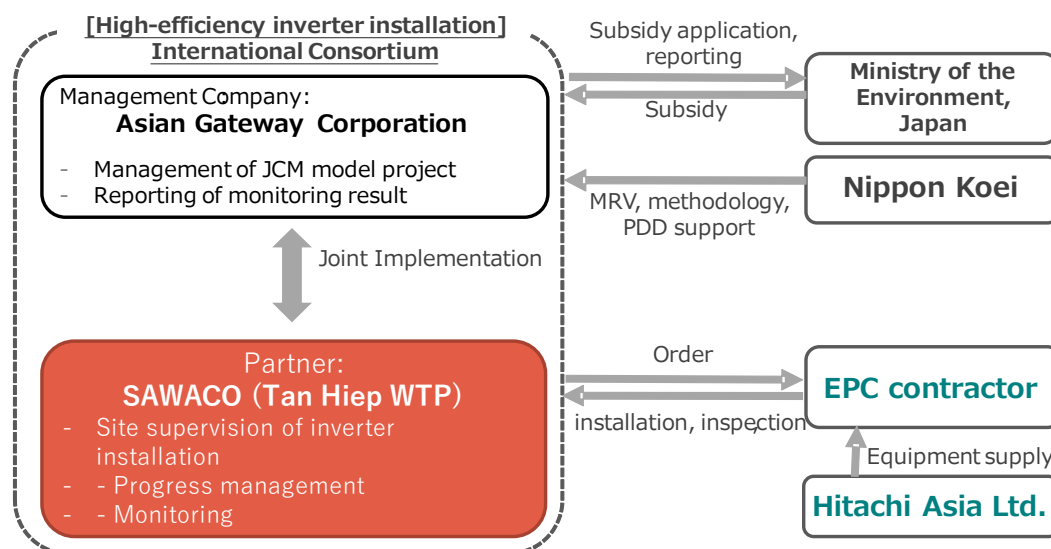 [High-efficiency inverter installation]
International Consortium
Management Company:
Asian Gateway Corporation
- Management of JCM model project
- Reporting of monitoring result
Joint Implementation
Partner:
SAWACO (Tan Hiep WTP)
- Site supervision of inverter
installation
- - Progress management
- - Monitoring
Subsidy application,
reporting
Subsidy
Ministry of the
Environment,
Japan
MRV, methodology,
PDD support
Nippon Koei
Order
installation, inspection
EPC contractor
Equipment supply
Hitachi Asia Ltd.